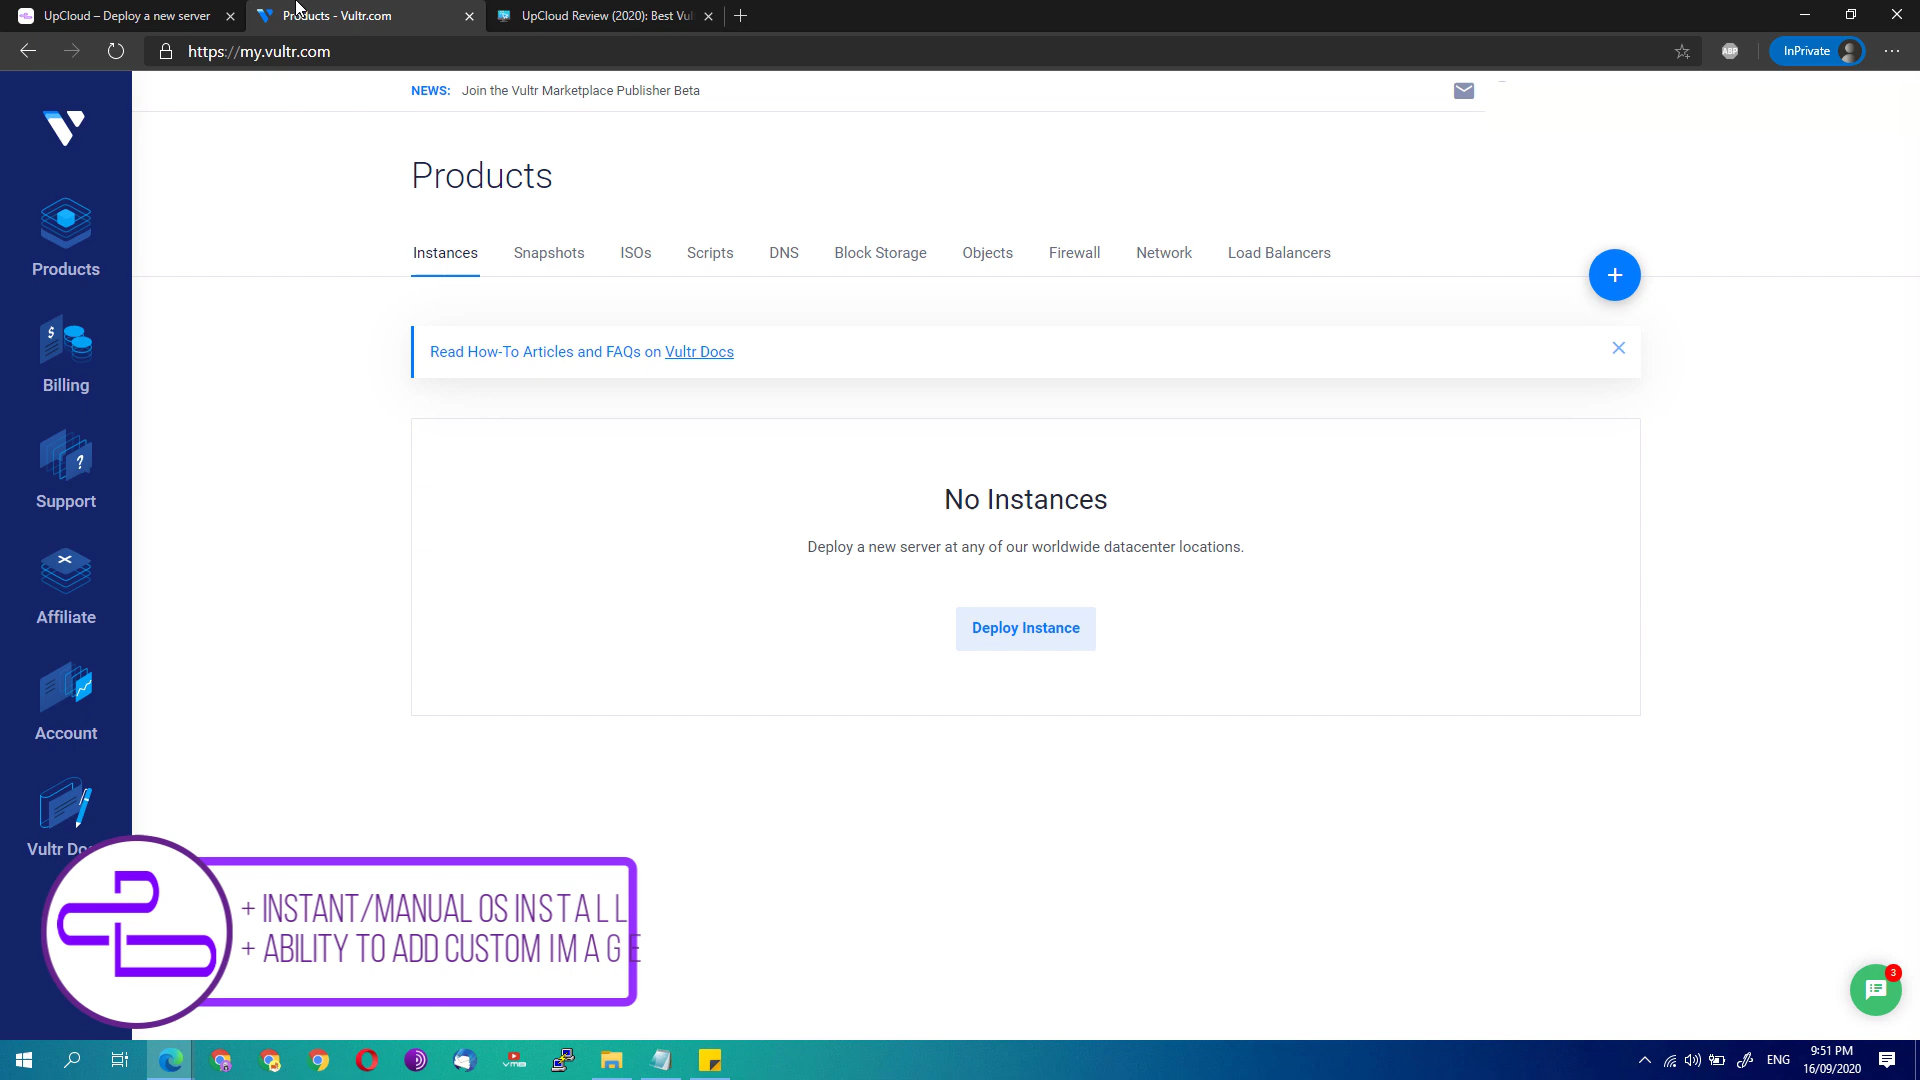 UpCloud – Deploy a new server
Products - Vultr.com
UpCloud Review (2020): Best Vul
https://my.vultr.com
ABP
InPrivate
NEWS: Join the Vultr Marketplace Publisher Beta
Products
Instances
Snapshots
ISOs
Scripts
DNS
Block Storage
Objects
Firewall
Network
Load Balancers
Products
Billing
Support
Affiliate
Account
Vultr Do
Read How-To Articles and FAQs on Vultr Docs
No Instances
Deploy a new server at any of our worldwide datacenter locations.
Deploy Instance
+ INSTANT/MANUAL OS INSTALL
+ ABILITY TO ADD CUSTOM IMAGE
3
ENG
9:51 PM
16/09/2020